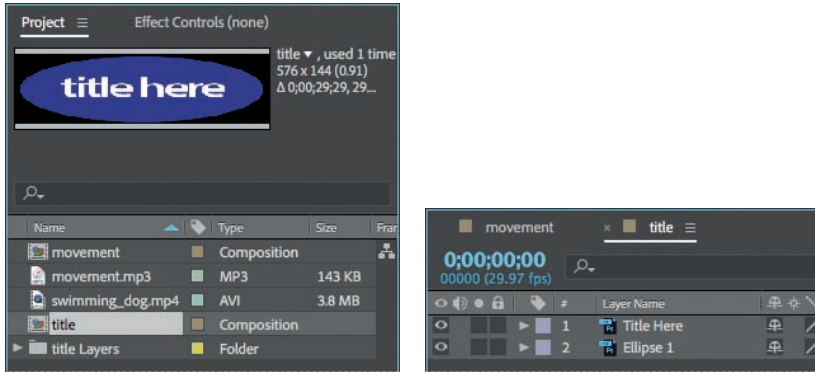 Project Effect Controls (none)
title , used 1 time
576 x 144 (0.91)
Δ 0;00;29;29, 29....
title here
Name Type Size Frar
movement Composition
movement.mp3 MP3 143 KB
swimming_dog.mp4 AVI 3.8 MB
title Composition
title Layers Folder
movement × title
0;00;00;00
00000 (29.97 fps)
# Layer Name
1 Title Here
2 Ellipse 1